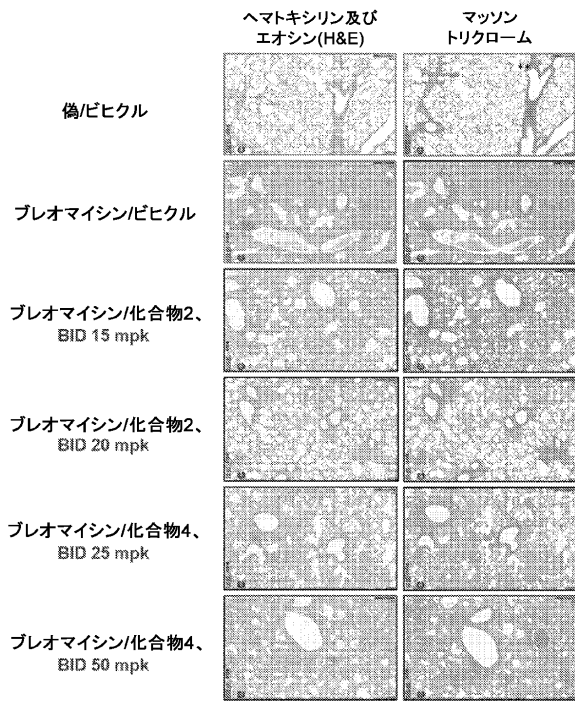 ヘマトキシリン及び
エオシン(H&E)
マッソン
トリクローム
偽/ビヒクル
ブレオマイシン/ビヒクル
ブレオマイシン/化合物2、
BID 15 mpk
ブレオマイシン/化合物2、
BID 20 mpk
ブレオマイシン/化合物4、
BID 25 mpk
ブレオマイシン/化合物4、
BID 50 mpk